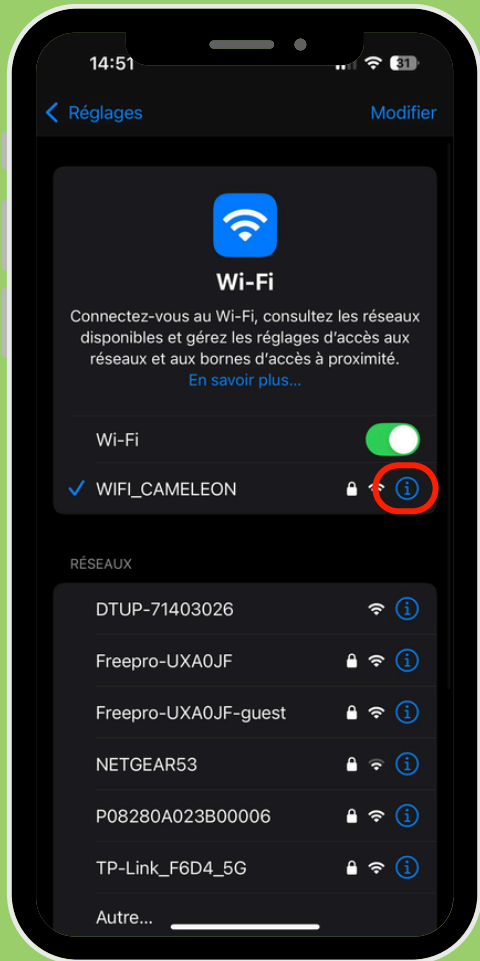 14:51
31
Réglages
Modifier
Wi-Fi
Connectez-vous au Wi-Fi, consultez les réseaux
disponibles et gérez les réglages d'accès aux
réseaux et aux bornes d'accès à proximité.
En savoir plus...
Wi-Fi
WIFI_CAMELEON
RÉSEAUX
DTUP-71403026
Freepro-UXA0JF
Freepro-UXA0JF-guest
NETGEAR53
P08280A023B00006
TP-Link_F6D4_5G
Autre...